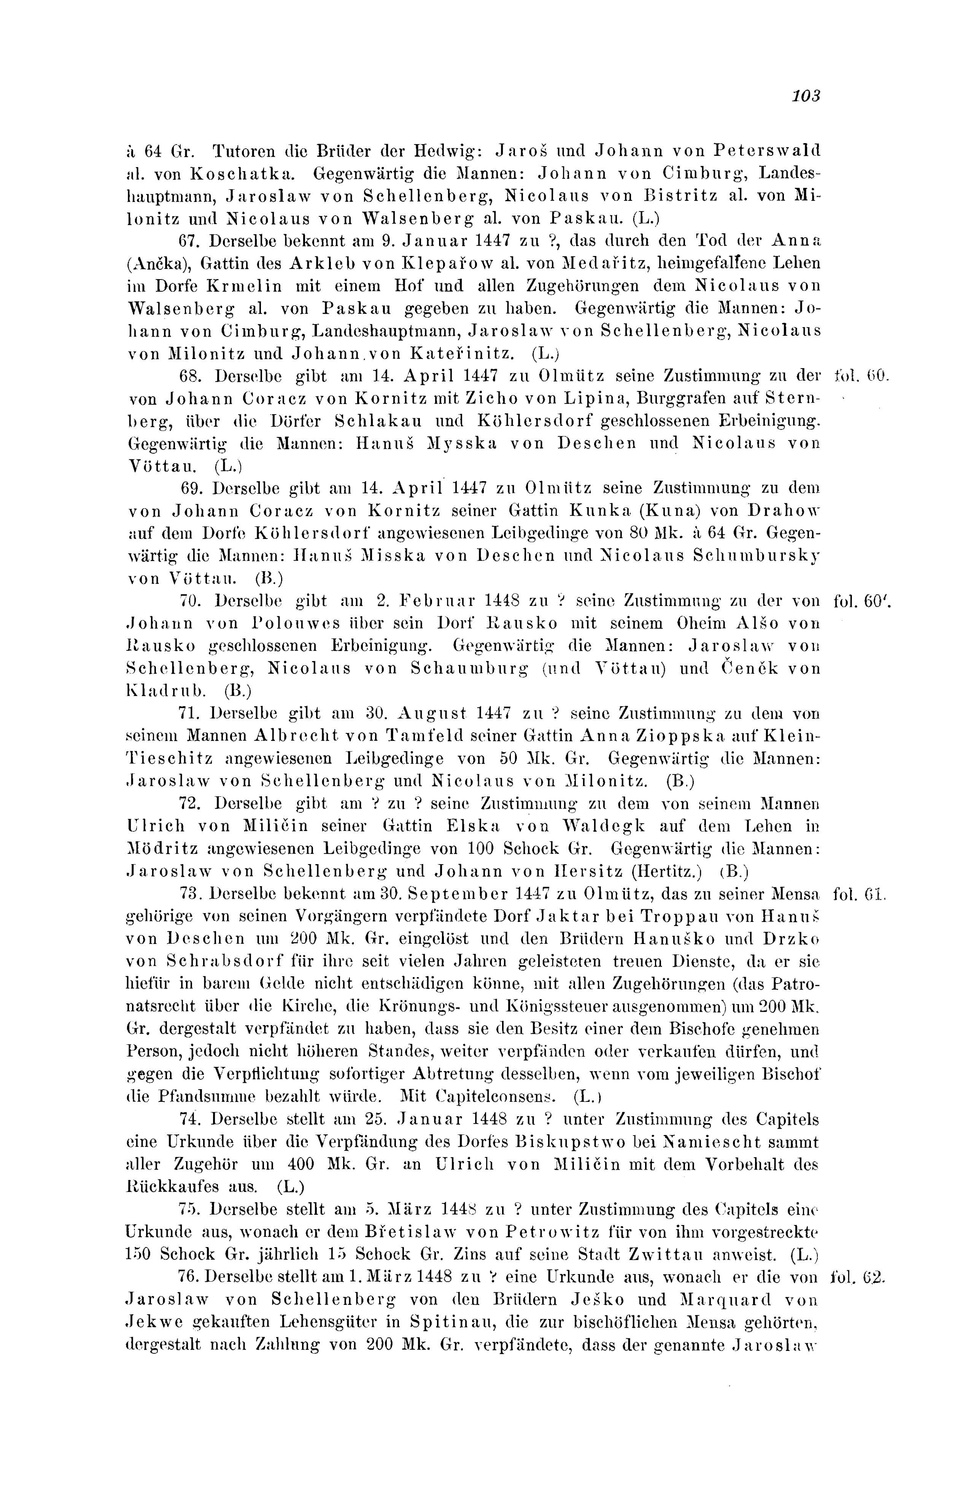 103
à 64 Gr. Tutoren die Brüder der Hedwig: Jaroš und Johann von Peterswald
al. von Koschatka. Gegenwärtig die Mannen: Johann von Cimburg, Landes-
hauptmann, Jaroslaw von Schellenberg, Nicolaus von Bistritz al. von Mi-
lonitz und Nicolaus von Walsenberg al. von Paskau. (L.)
67. Derselbe bekennt am 9. Januar 1447 zu ?, das durch den Tod der Anna
(Ančka), Gattin des Arkleb von Klepařow al. von Medařitz, heimgefallene Lehen
im Dorfe Krmelin mit einem Hof und allen Zugehörungen dem Nicolaus von
Walsenberg al. von Paskau gegeben zu haben. Gegenwärtig die Mannen: Jo-
hann von Cimburg, Landeshauptmann, Jaroslaw von Schellenberg, Nicolaus
von Milonitz und Johann von Kateřinitz. (L.)
68. Derselbe gibt am 14. April 1447 zu Olmütz seine Zustimmung zu der fol. 60.
von Johann Coracz von Kornitz mit Zicho von Lipina, Burggrafen auf Stern-
berg, über die Dörfer Schlakau und Köhlersdorf geschlossenen Erbeinigung.
Gegenwärtig die Mannen: Hanuš Mysska von Deschen und Nicolaus von
Vöttau. (L.)
69. Derselbe gibt am 14. April 1447 zu Olmütz seine Zustimmung zu dem
von Johann Coracz von Kornitz seiner Gattin Kunka (Kuna) von Drahow
auf dem Dorfe Köhlersdorf angewiesenen Leibgedinge von 80 Mk. à 64 Gr. Gegen-
wärtig die Mannen: Hanuš Misska von Deschen und Nicolaus Schumbursky
von Vöttau. (B.)
70. Derselbe gibt am 2. Februar 1448 zu ? seine Zustimmung zu der von fol. 60'.
Johann von Polouwes über sein Dorf Rausko mit seinem Oheim Alšo von
Rausko geschlossenen Erbeinigung. Gegenwärtig die Mannen: Jaroslaw von
Schellenberg, Nicolaus von Schaumburg (und Vöttau) und Čeněk von
Kladrub. (B.)
71. Derselbe gibt am 30. August 1447 zu ? seine Zustimmung zu dem von
seinem Mannen Albrecht von Tamfeld seiner Gattin Anna Zioppska auf Klein-
Tieschitz angewiesenen Leibgedinge von 50 Mk. Gr. Gegenwärtig die Mannen:
Jaroslaw von Schellenberg und Nicolaus von Milonitz. (B.)
72. Derselbe gibt am ? zu ? seine Zustimmung zu dem von seinem Mannen
Ulrich von Miličin seiner Gattin Elska von Waldegk auf dem Lehen in
Mödritz angewiesenen Leibgedinge von 100 Schock Gr. Gegenwärtig die Mannen:
Jaroslaw von Schellenberg und Johann von Hersitz (Hertitz.) (B.)
73. Derselbe bekennt am 30. September 1447 zu Olmütz, das zu seiner Mensa fol. 61.
gehörige von seinen Vorgängern verpfändete Dorf Jaktar bei Troppau von Hanuš
von Deschen um 200 Mk. Gr. eingelöst und den Brüdern Hanuško und Drzko
von Schrabsdorf für ihre seit vielen Jahren geleisteten treuen Dienste, da er sie
hiefür in barem Gelde nicht entschädigen könne, mit allen Zugehörungen (das Patro-
natsrecht über die Kirche, die Krönungs- und Königssteuer ausgenommen) um 200 Mk.
Gr. dergestalt verpfändet zu haben, dass sie den Besitz einer dem Bischofe genehmen
Person, jedoch nicht höheren Standes, weiter verpfänden oder verkaufen dürfen, und
gegen die Verpflichtung sofortiger Abtretung desselben, wenn vom jeweiligen Bischof
die Pfandsumme bezahlt würde. Mit Capitelconsens. (L.)
74. Derselbe stellt am 25. Januar 1448 zu ? unter Zustimmung des Capitels
eine Urkunde über die Verpfändung des Dorfes Biskupstwo bei Namiescht sammt
aller Zugehör um 400 Mk. Gr. an Ulrich von Miličin mit dem Vorbehalt des
Rückkaufes aus. (L.)
75. Derselbe stellt am 5. März 1448 zu ? unter Zustimmung des Capitels eine
Urkunde aus, wonach er dem Břetislaw von Petrowitz für von ihm vorgestreckte
150 Schock Gr. jährlich 15 Schock Gr. Zins auf seine Stadt Zwittau anweist. (L.)
76. Derselbe stellt am 1. März 1448 zu ? eine Urkunde aus, wonach er die von fol. 62.
Jaroslaw von Schellenberg von den Brüdern Ješko und Marquard von
Jekwe gekauften Lehensgüter in Spitinau, die zur bischöflichen Mensa gehörten,
dergestalt nach Zahlung von 200 Mk. Gr. verpfändete, dass der genannte Jaroslaw